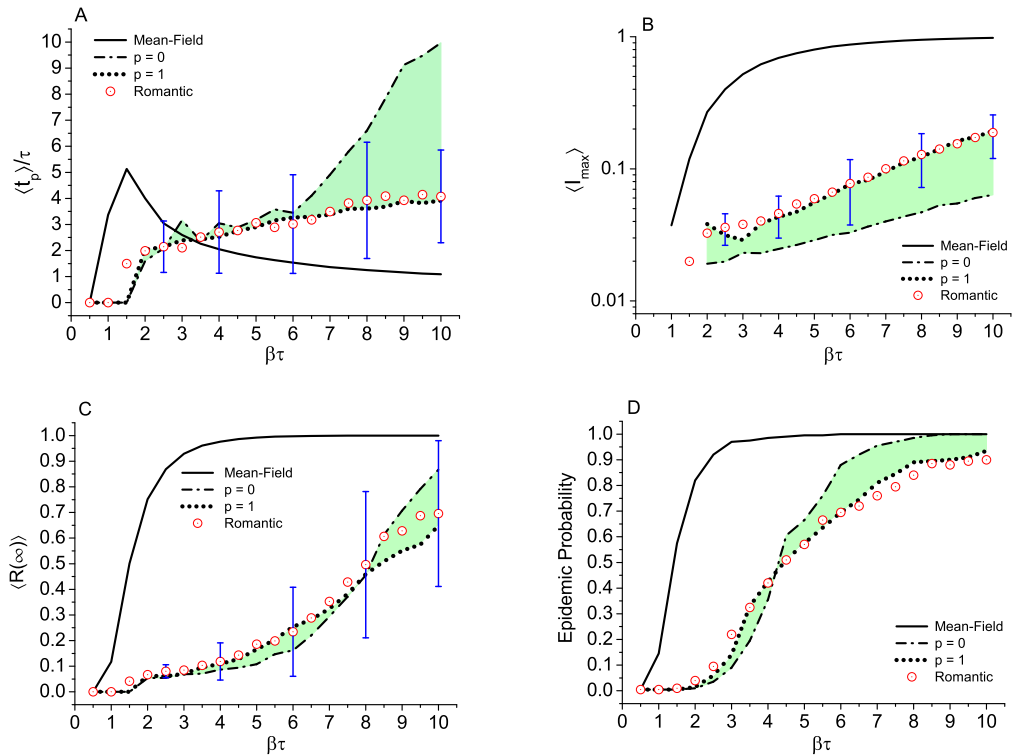 A
10
9
8
7
6
5
4
3
2
1
0
⟨t_p⟩/τ
Mean-Field
p = 0
p = 1
Romantic
0 1 2 3 4 5 6 7 8 9 10
βτ
B
1
0.1
0.01
⟨I_max⟩
Mean-Field
p = 0
p = 1
Romantic
0 1 2 3 4 5 6 7 8 9 10
βτ
C
1.0
0.9
0.8
0.7
0.6
0.5
0.4
0.3
0.2
0.1
0.0
⟨R(∞)⟩
Mean-Field
p = 0
p = 1
Romantic
0 1 2 3 4 5 6 7 8 9 10
βτ
D
1.0
0.9
0.8
0.7
0.6
0.5
0.4
0.3
0.2
0.1
0.0
Epidemic Probability
Mean-Field
p = 0
p = 1
Romantic
0 1 2 3 4 5 6 7 8 9 10
βτ